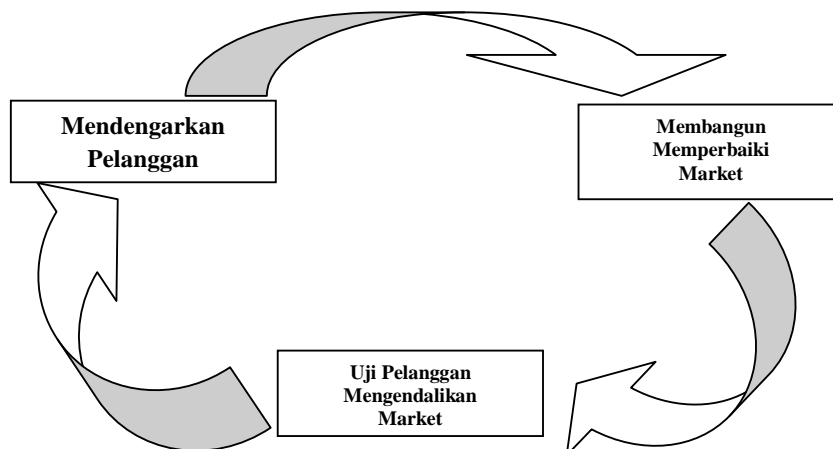 Mendengarkan
Pelanggan
Membangun
Memperbaiki
Market
Uji Pelanggan
Mengendalikan
Market